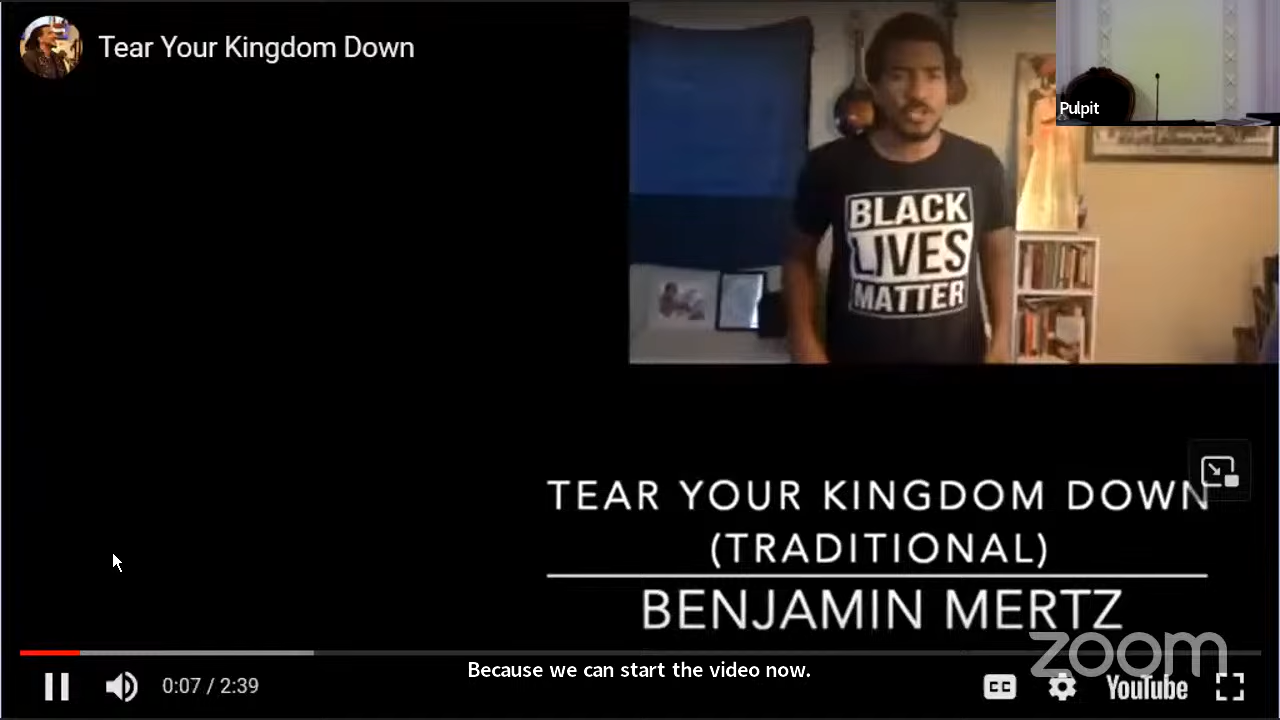 Tear Your Kingdom Down
Pulpit
BLACK
LIVES
MATTER
TEAR YOUR KINGDOM DOWN
(TRADITIONAL)
BENJAMIN MERTZ
zoom
Because we can start the video now.
0:07 / 2:39
CC
YouTube